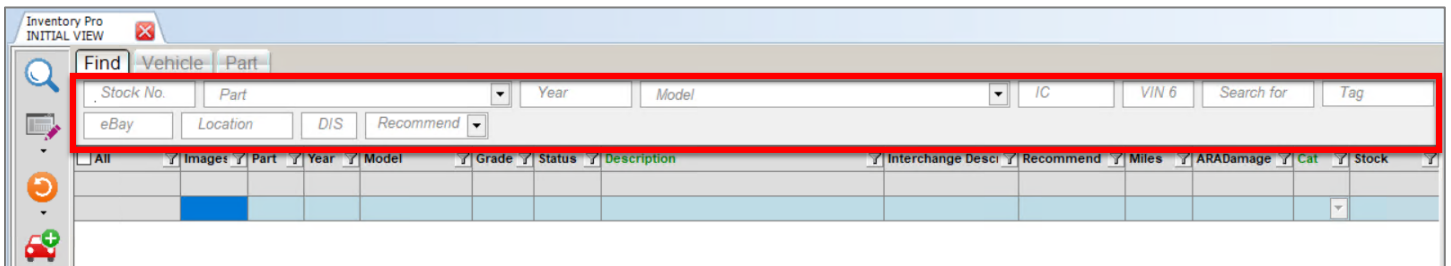 Inventory Pro
INITIAL VIEW
Find Vehicle Part
Stock No. Part Year Model IC VIN 6 Search for Tag
eBay Location DIS Recommend
All Images Part Year Model Grade Status Description Interchange Desci Recommend Miles ARADamage Cat Stock